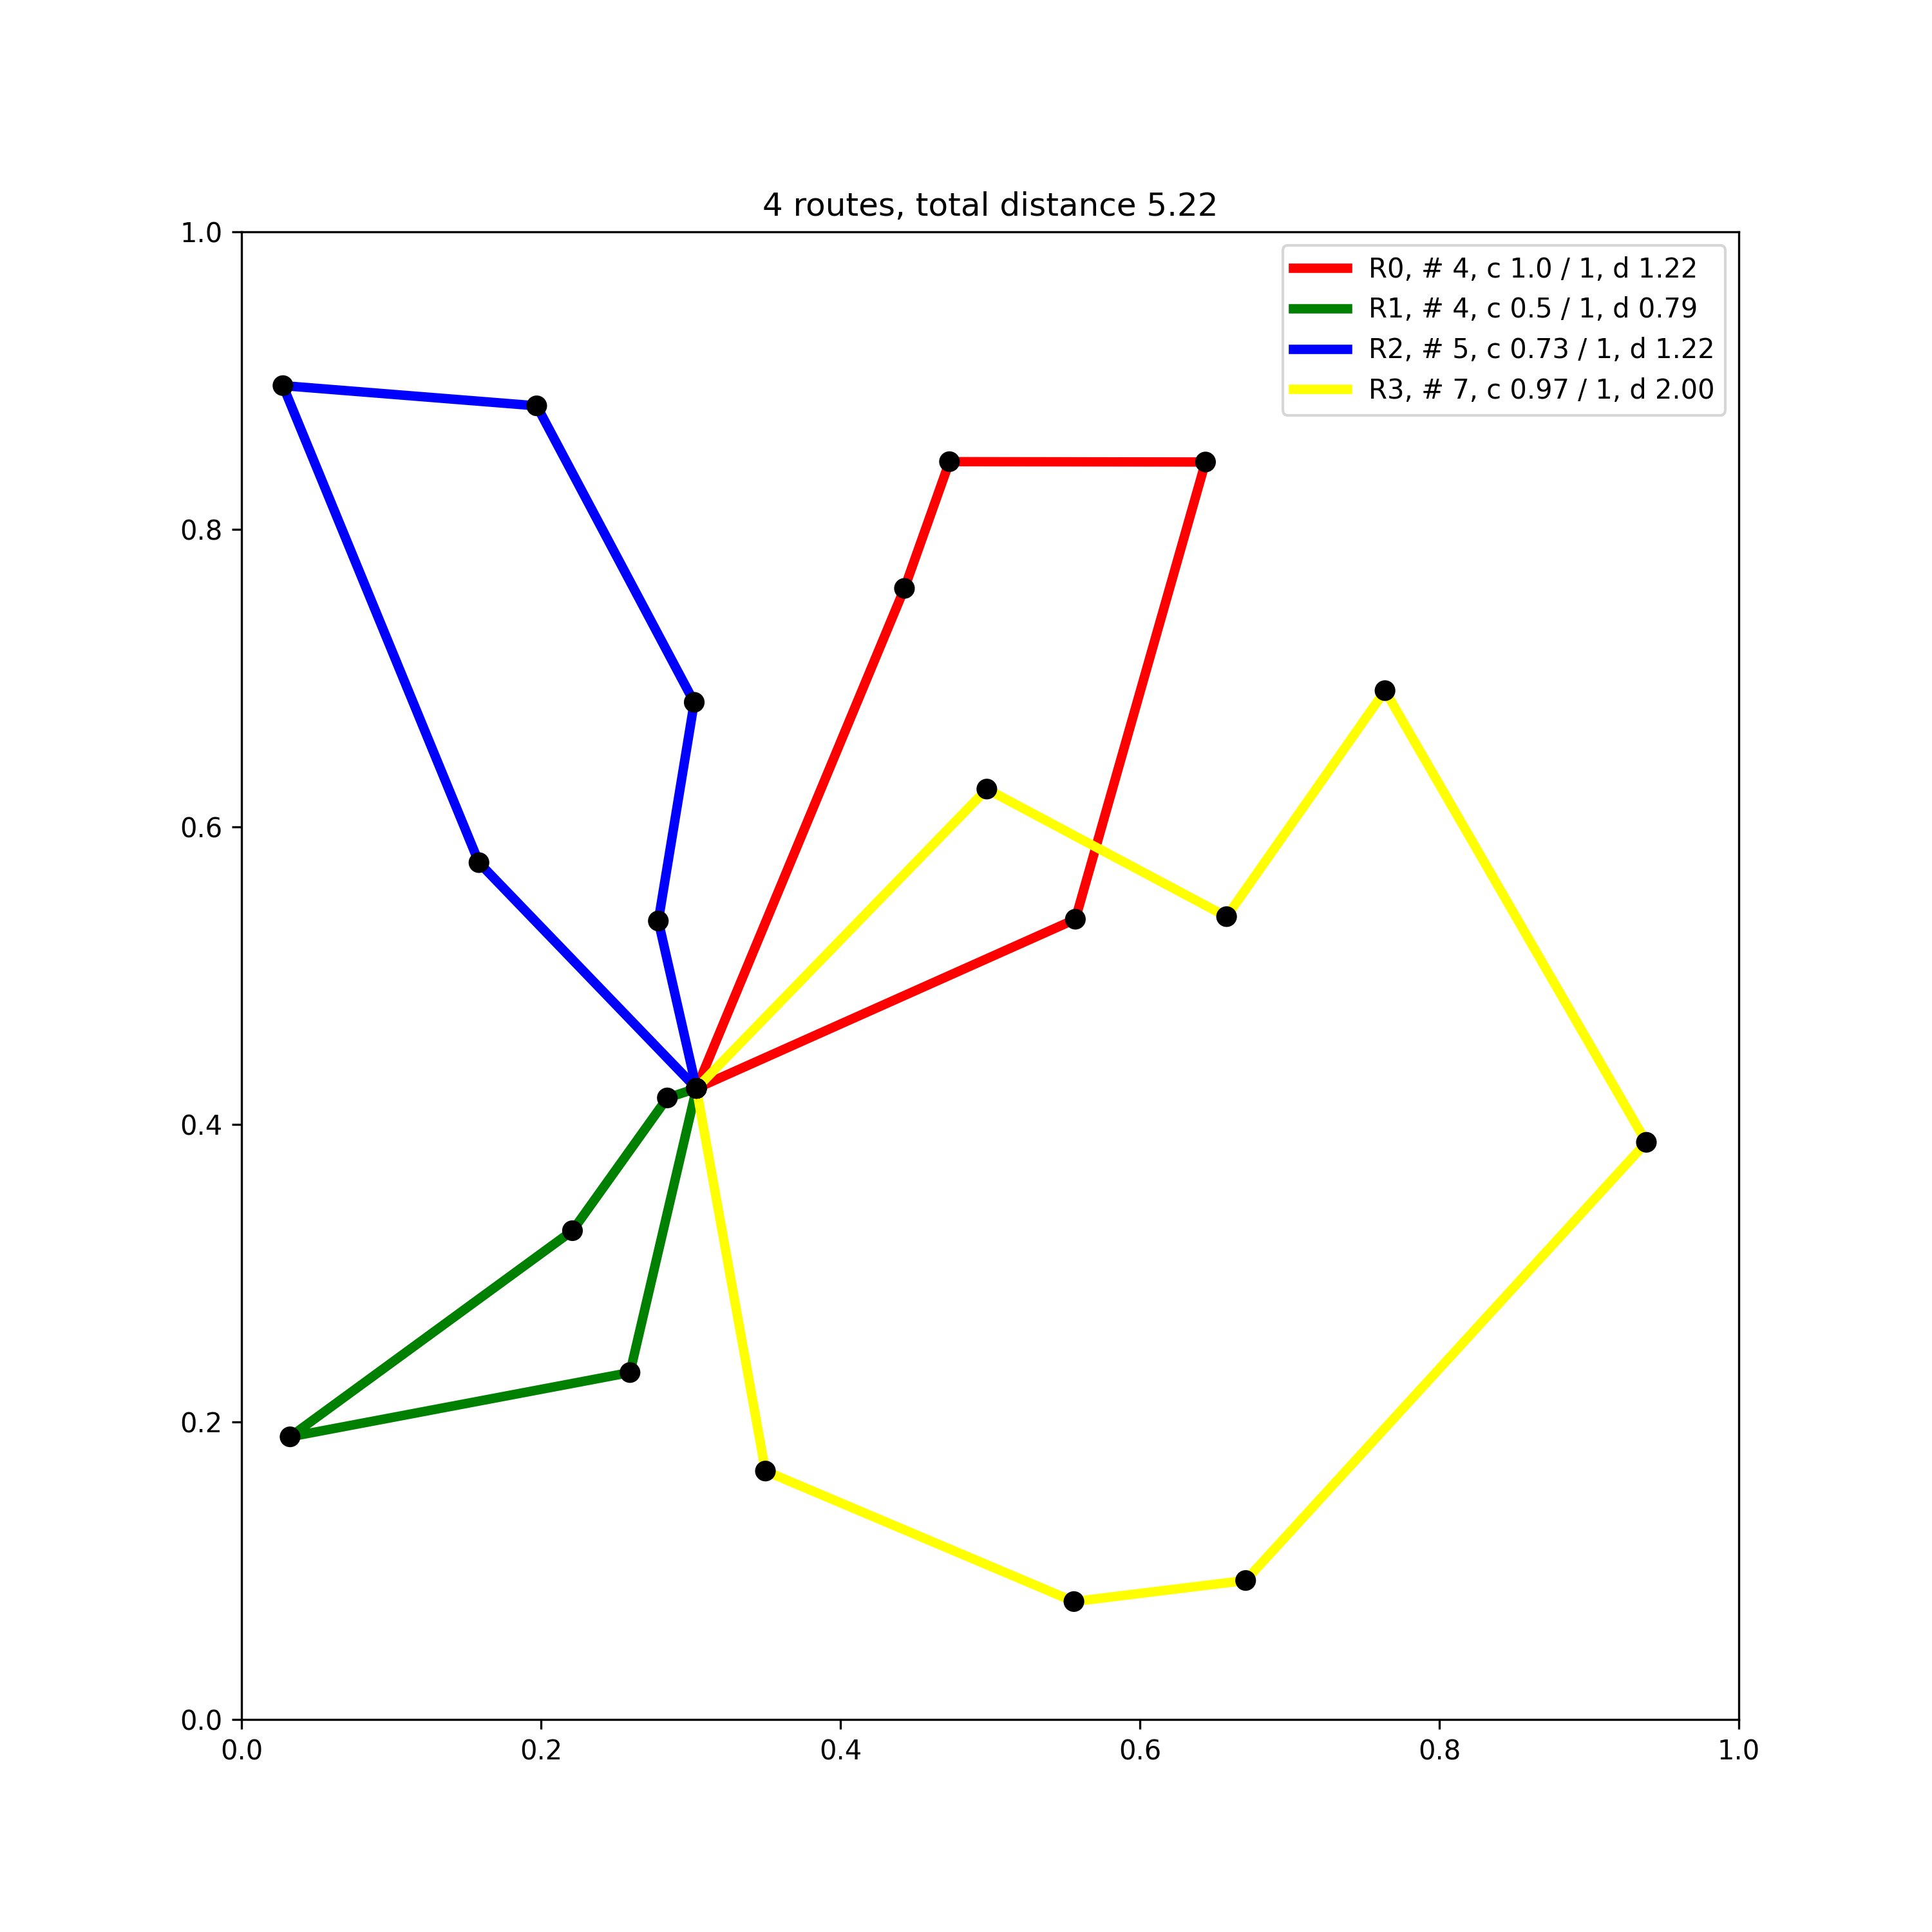 4 routes, total distance 5.22
R0, # 4, c 1.0 / 1, d 1.22
R1, # 4, c 0.5 / 1, d 0.79
R2, # 5, c 0.73 / 1, d 1.22
R3, # 7, c 0.97 / 1, d 2.00
1.0
0.8
0.6
0.4
0.2
0.0
0.0 0.2 0.4 0.6 0.8 1.0